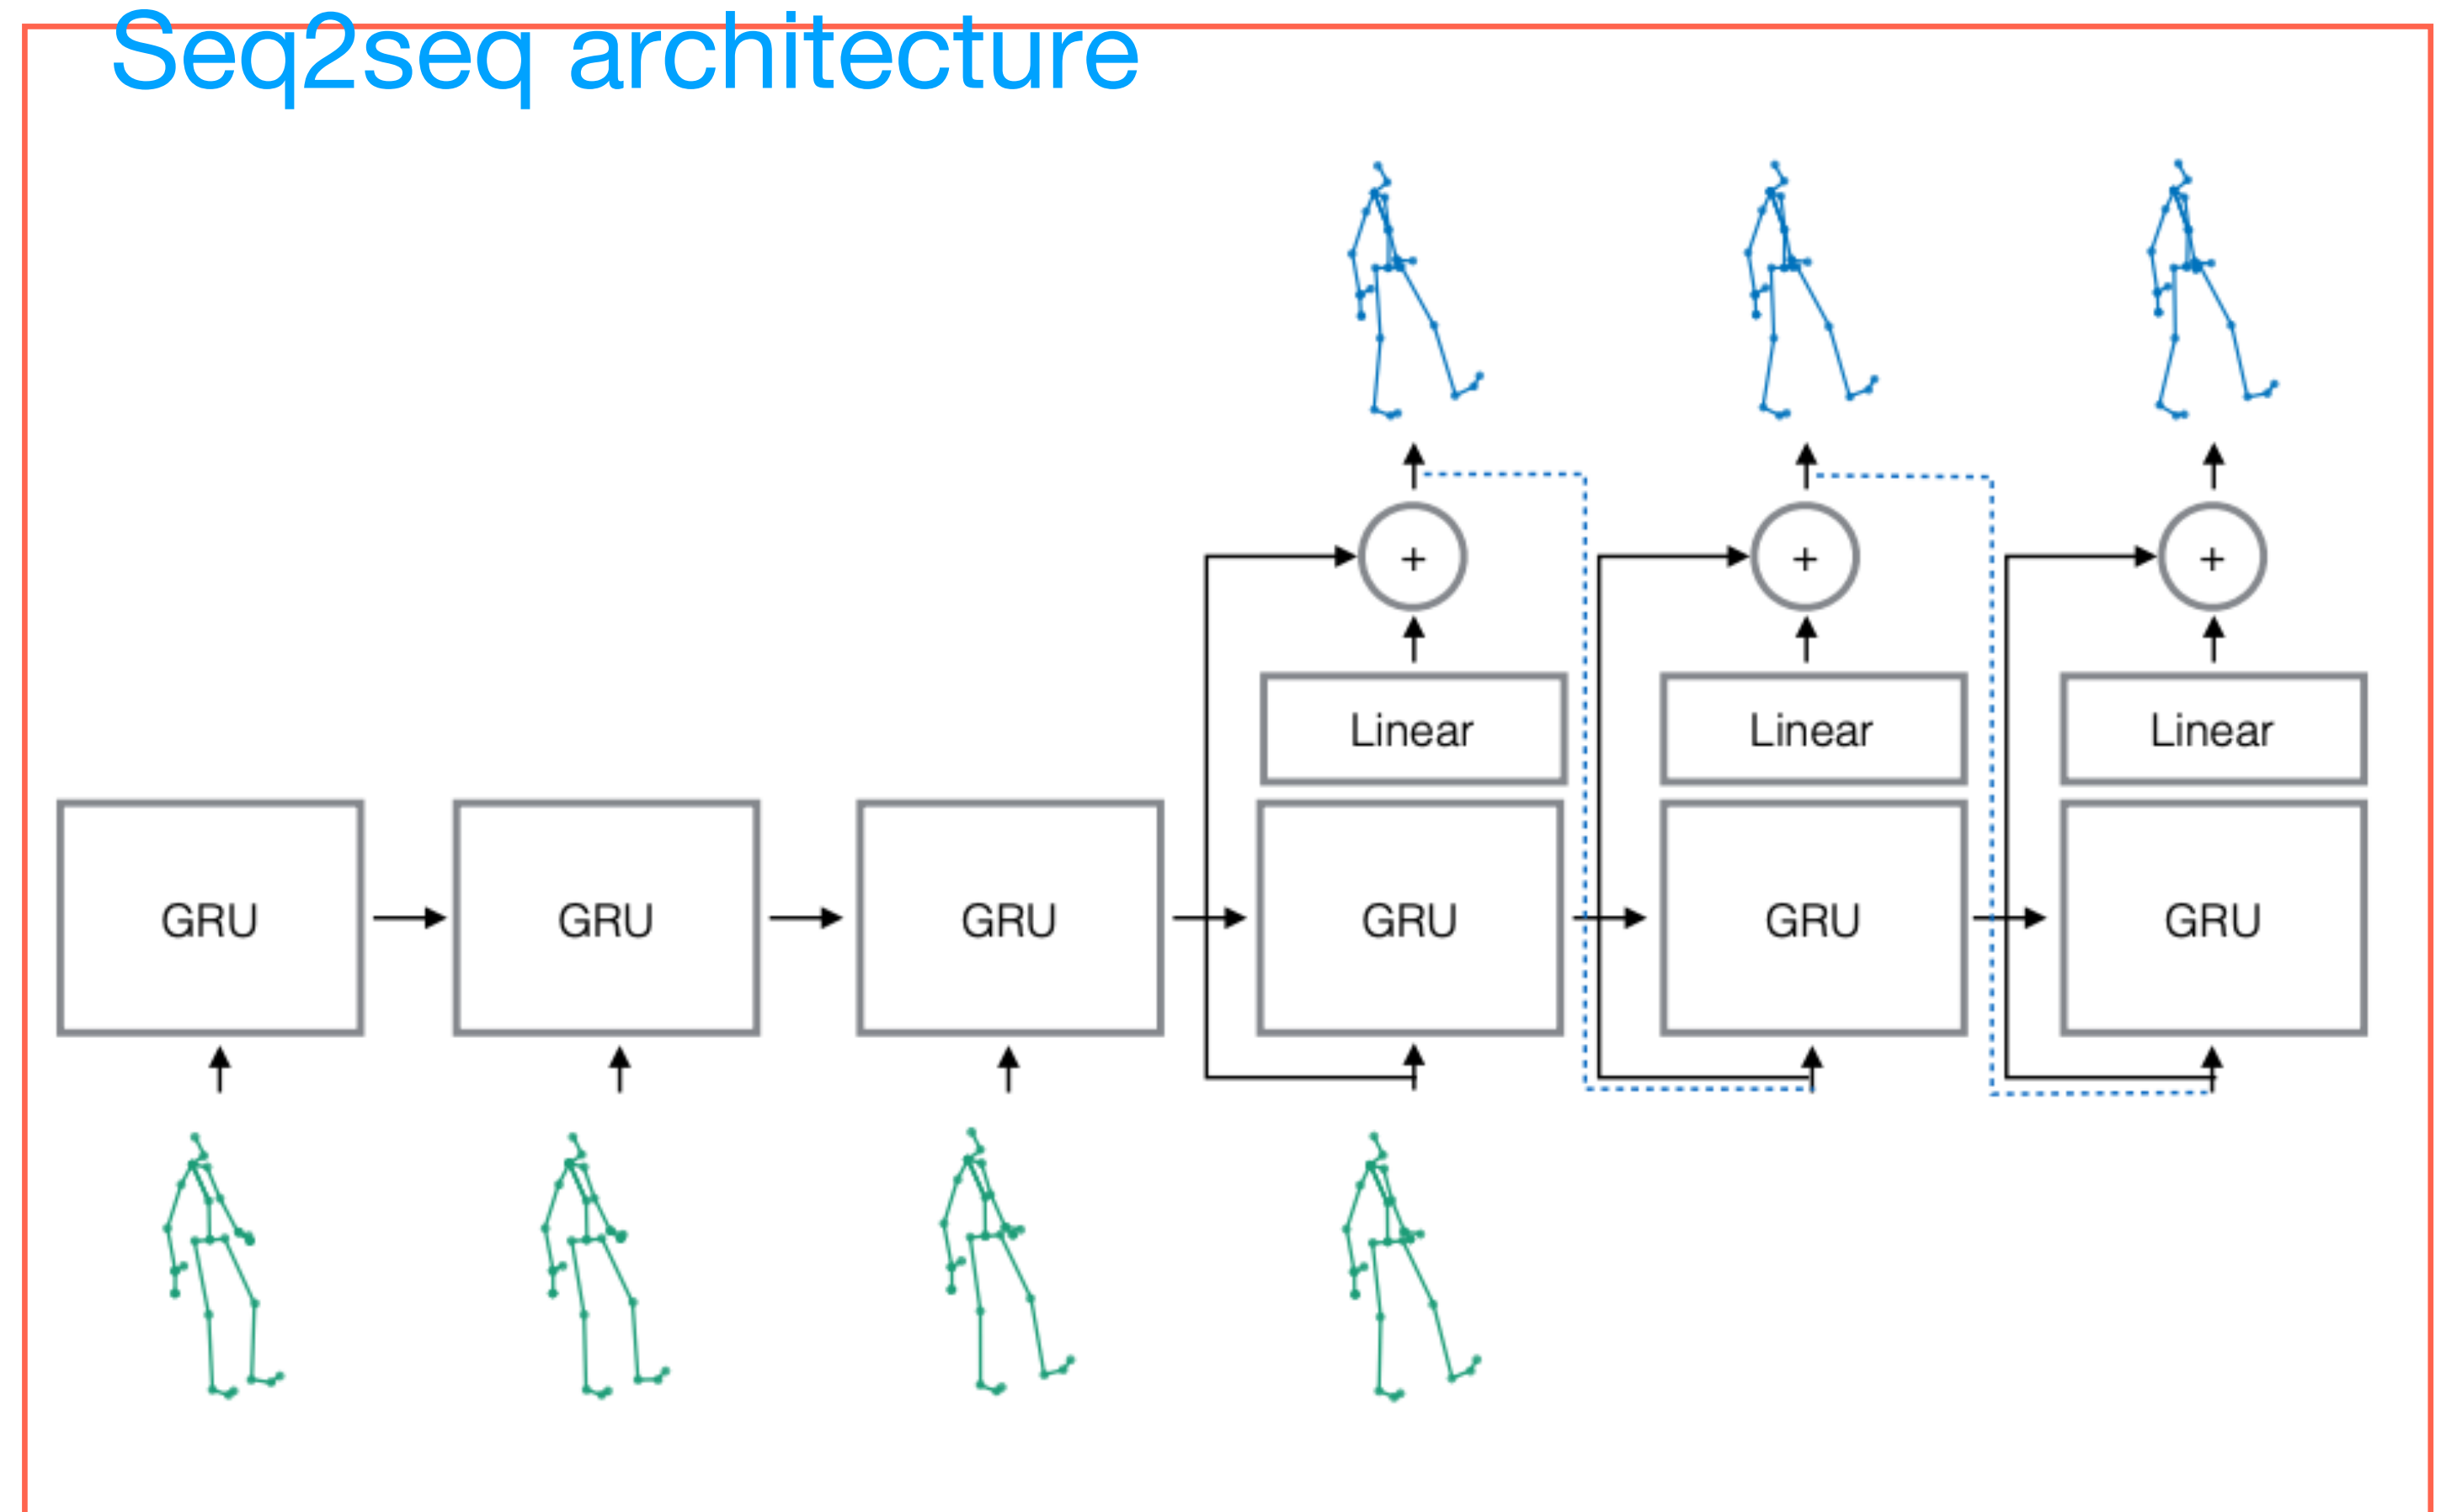 Seq2seq architecture
+ + +
Linear Linear Linear
GRU GRU GRU GRU GRU GRU